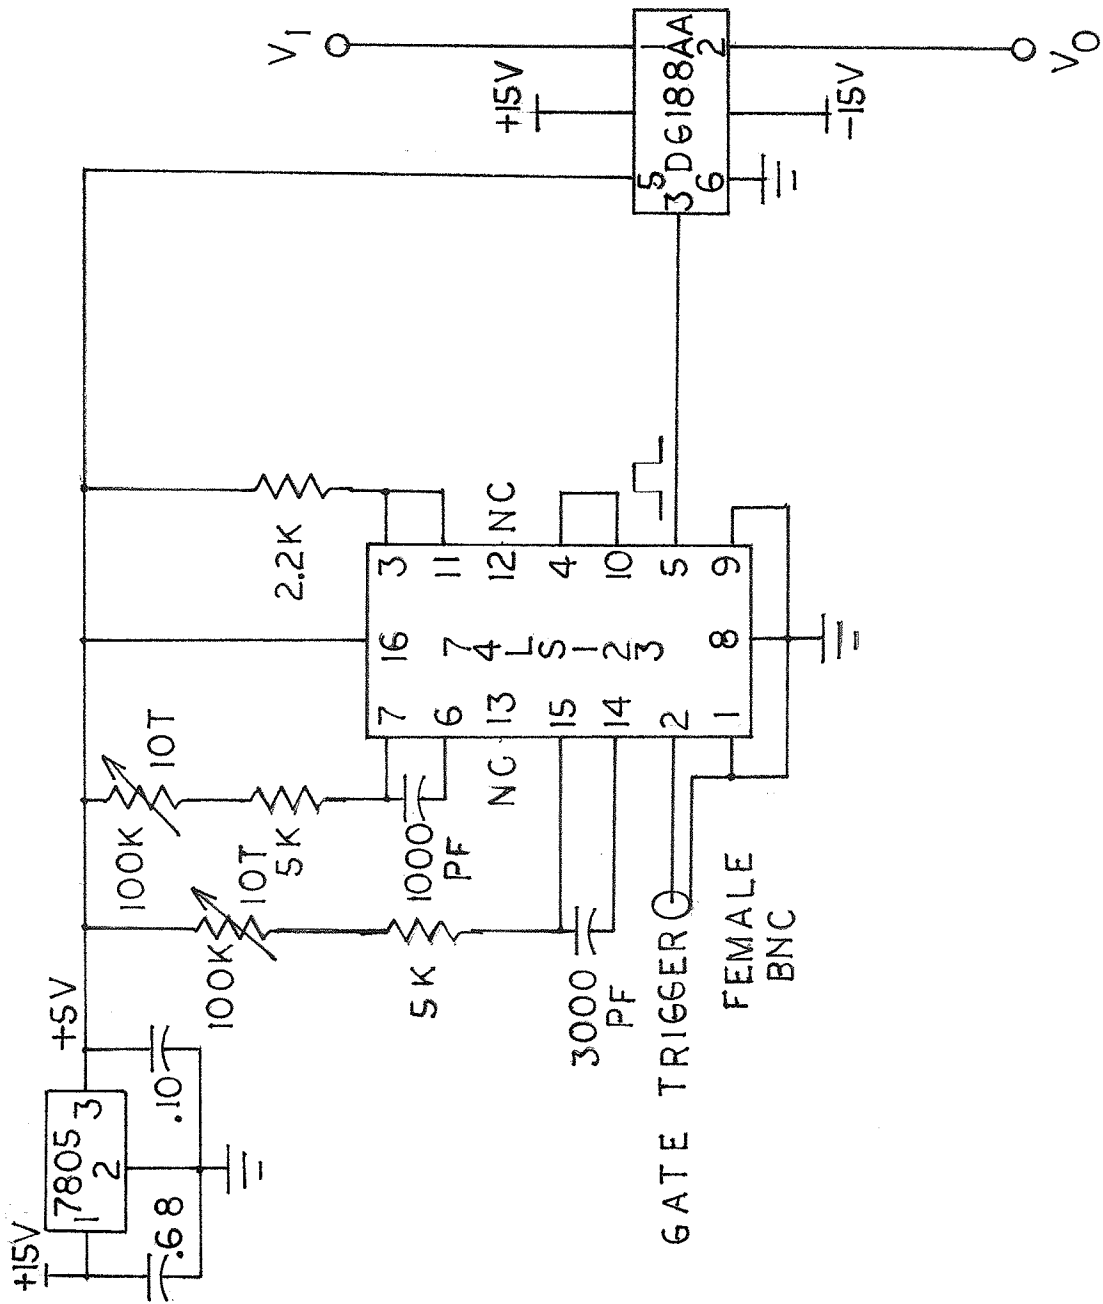 +15V
7805
1
2
3
.68
.10
+5V
100K
10T
5K
3000
PF
100K
10T
5K
1000
PF
2.2K
GATE TRIGGER
FEMALE
BNC
74LS123
7
6
13
15
14
2
1
16
8
3
11
12
4
10
5
9
NC
NC
DG188AA
5
3
6
1
2
+15V
-15V
VI
VO